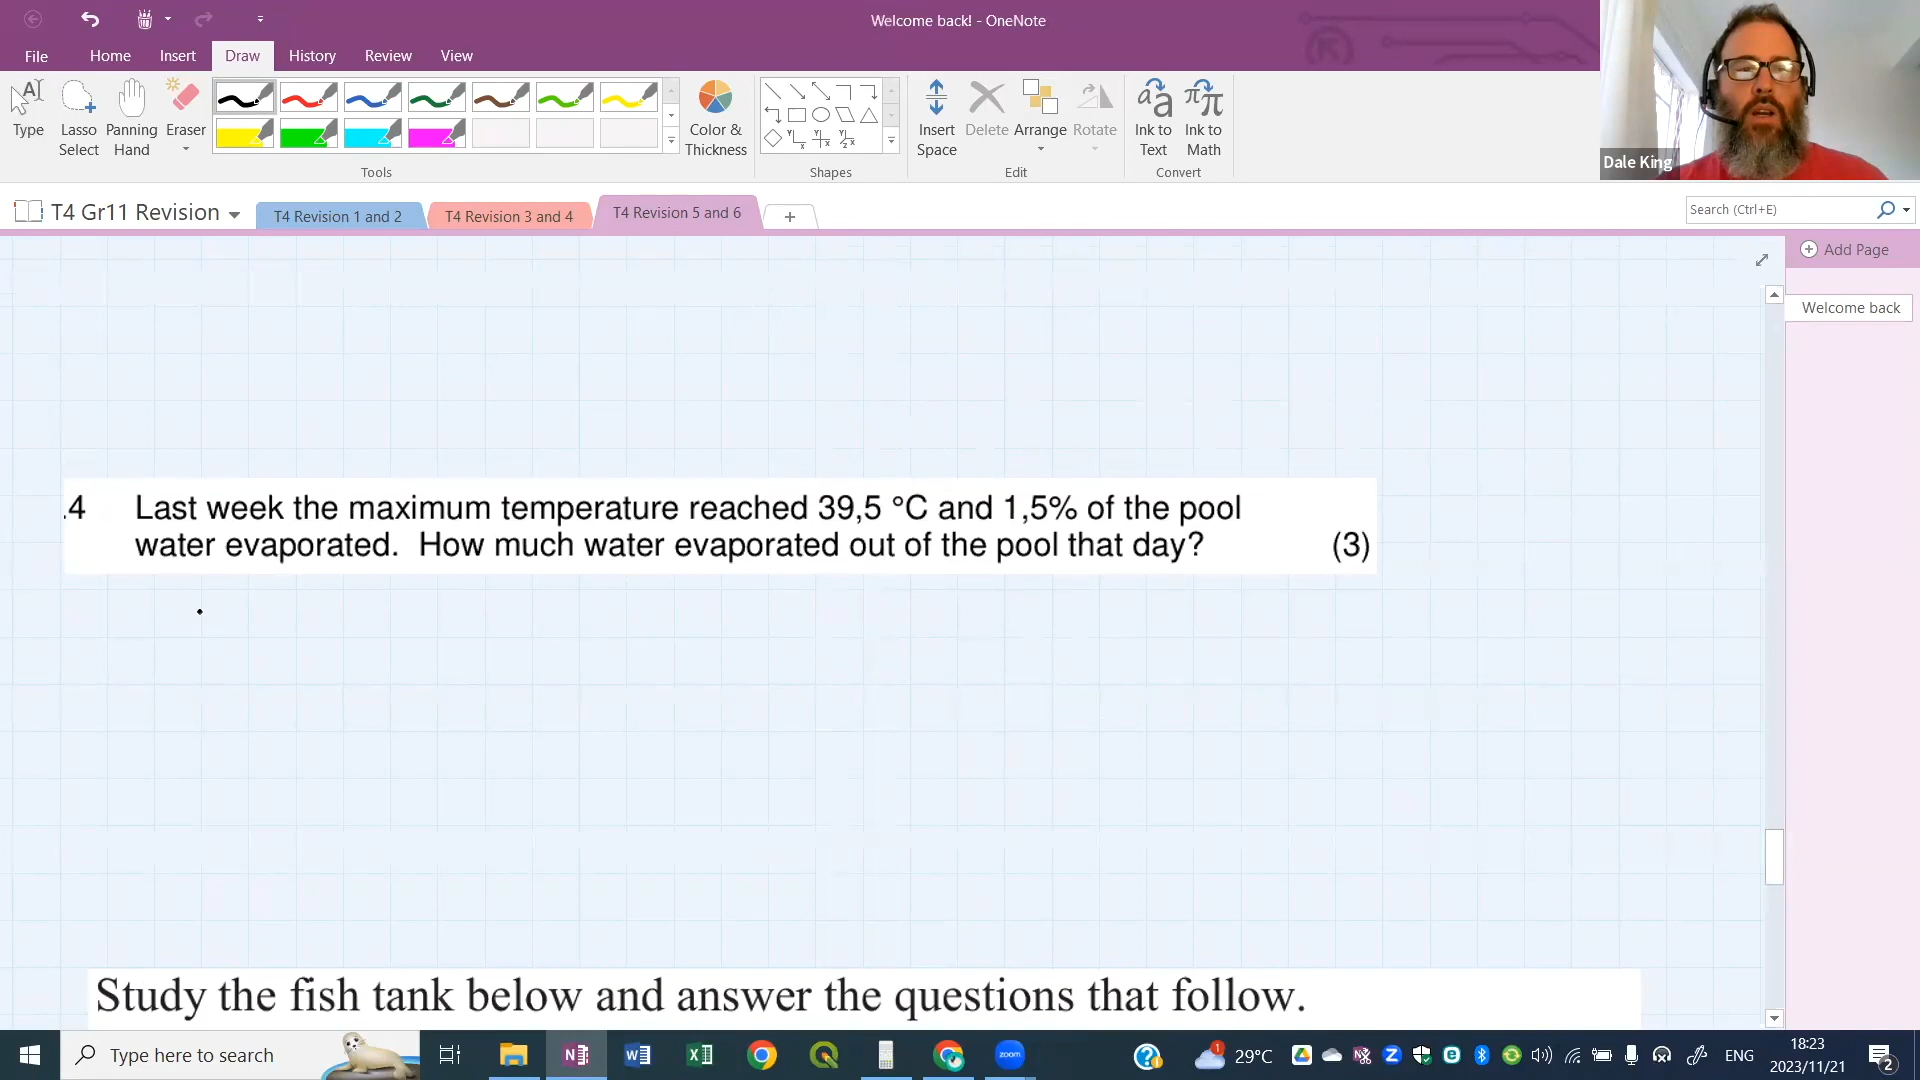 Welcome back! - OneNote
File Home Insert Draw History Review View
Type
Lasso Select
Panning Hand
Eraser
Color & Thickness
Insert Space
Delete
Arrange
Rotate
Ink to Text
Ink to Math
Tools
Shapes
Edit
Convert
Dale King
T4 Gr11 Revision
T4 Revision 1 and 2
T4 Revision 3 and 4
T4 Revision 5 and 6
Search (Ctrl+E)
Add Page
Welcome back
.4 Last week the maximum temperature reached 39,5 °C and 1,5% of the pool
water evaporated. How much water evaporated out of the pool that day? (3)
Study the fish tank below and answer the questions that follow.
Type here to search
zoom
29°C
ENG
18:23
2023/11/21
2